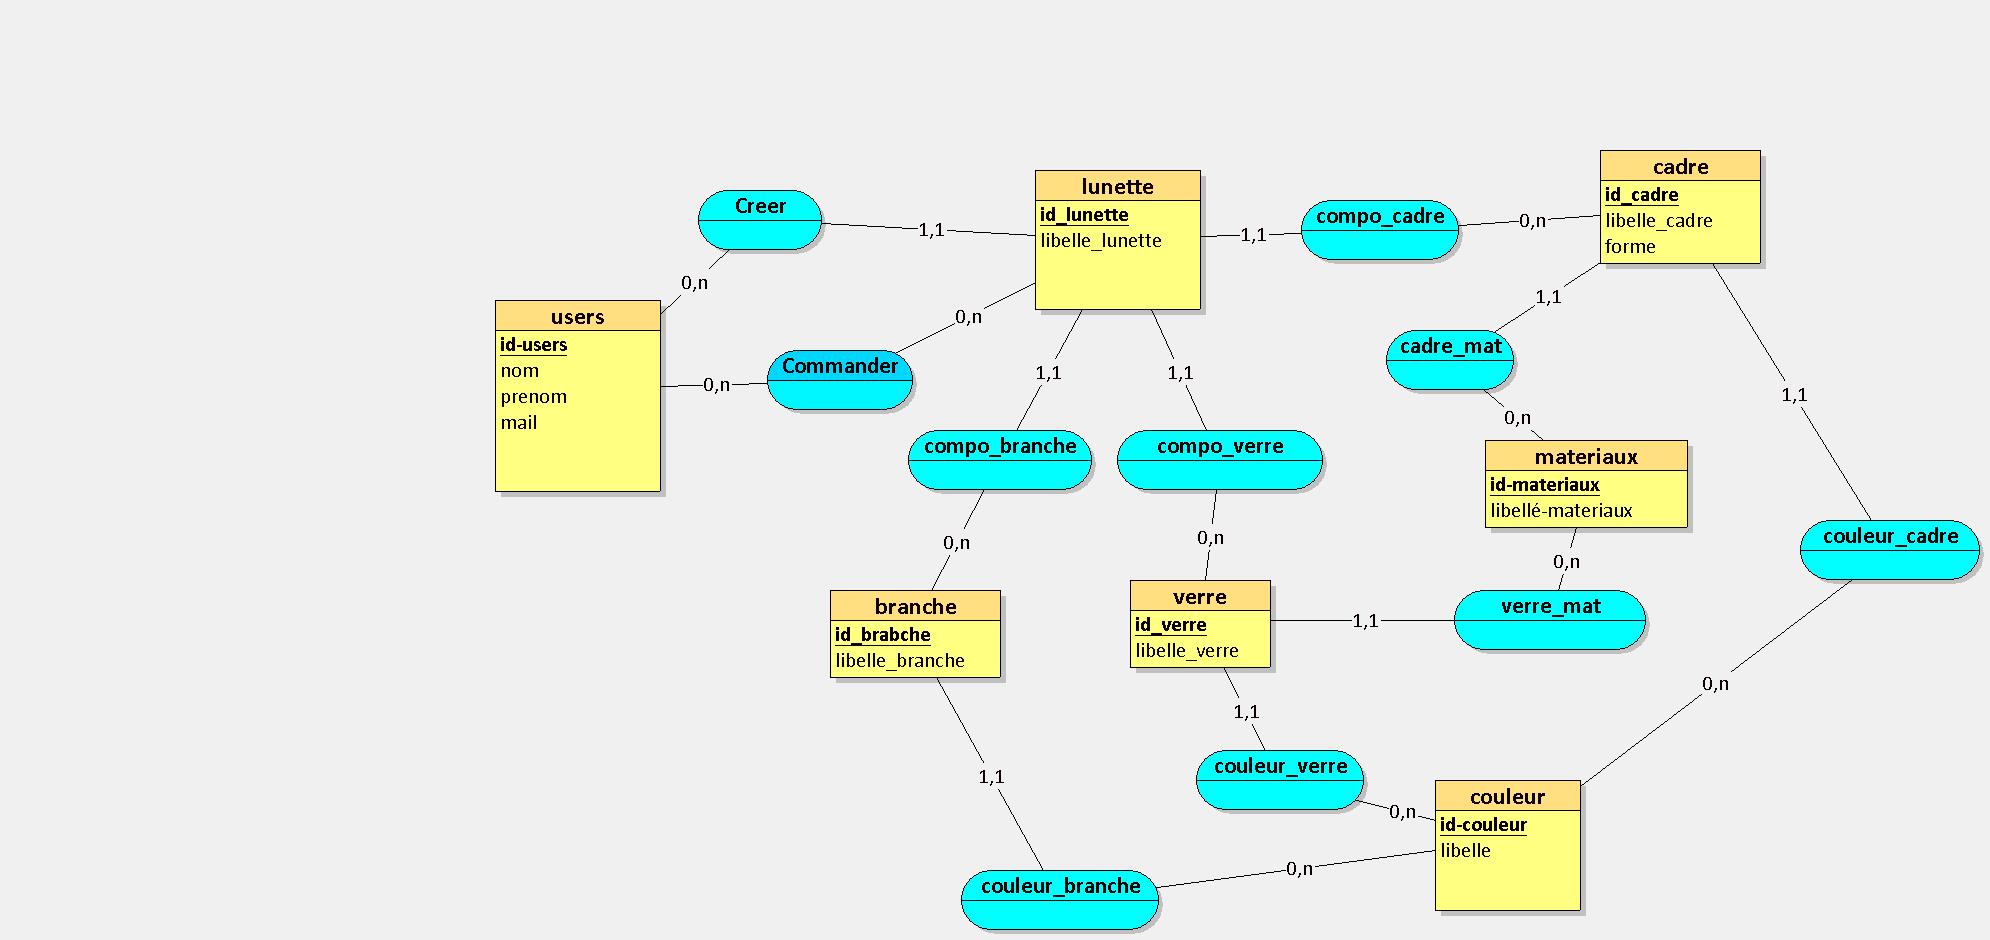 cadre
id_cadre
libelle_cadre
forme
lunette
id_lunette
libelle_lunette
Creer
compo_cadre
1,1
1,1
0,n
0,n
1,1
users
id-users
nom
prenom
mail
0,n
cadre_mat
Commander
0,n
1,1
1,1
1,1
0,n
compo_branche
compo_verre
materiaux
id-materiaux
libellé-materiaux
0,n
0,n
couleur_cadre
0,n
branche
id_brabche
libelle_branche
verre
id_verre
libelle_verre
1,1
verre_mat
0,n
1,1
couleur_verre
1,1
0,n
couleur
id-couleur
libelle
0,n
couleur_branche